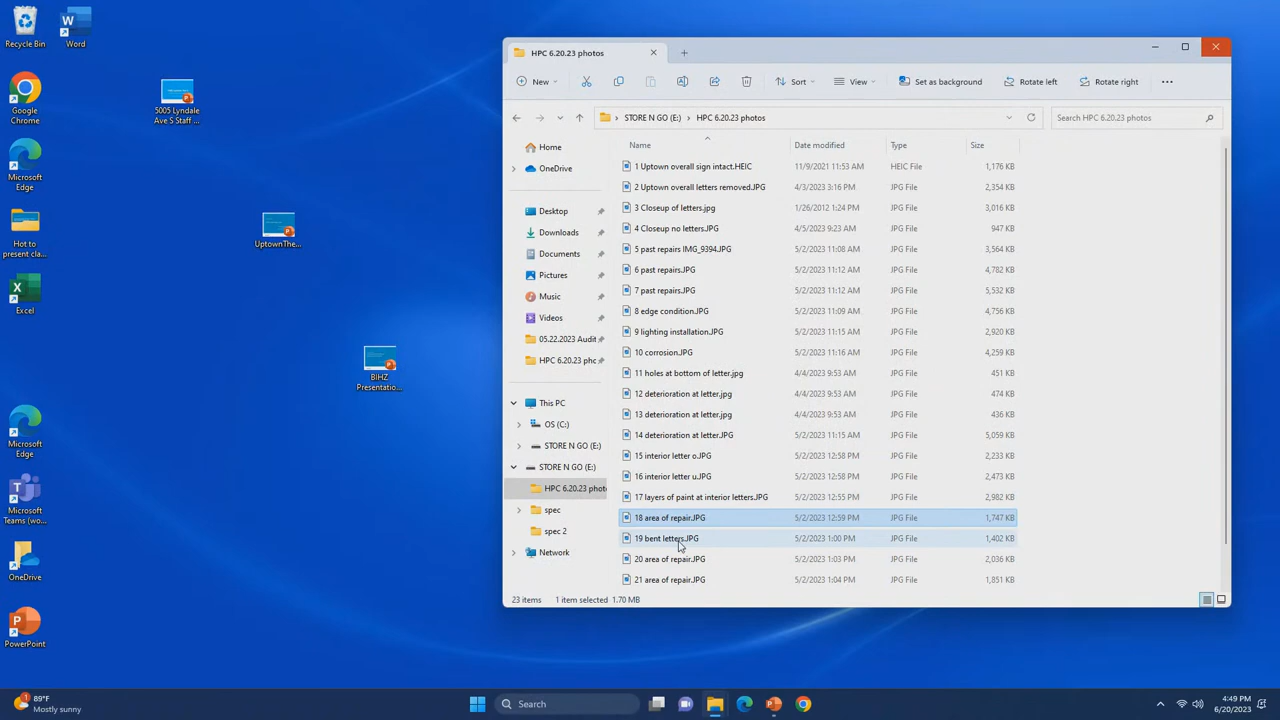 Recycle Bin
Word
Google
Chrome
5005 Lyndale
Ave S Staff ...
Microsoft
Edge
Hot to
present cla...
UptownThe...
Excel
BIHZ
Presentatio...
Microsoft
Edge
Microsoft
Teams (wo...
OneDrive
PowerPoint
HPC 6.20.23 photos
New
Sort
View
Set as background
Rotate left
Rotate right
STORE N GO (E:) > HPC 6.20.23 photos
Search HPC 6.20.23 photos
Home
OneDrive
Desktop
Downloads
Documents
Pictures
Music
Videos
05.22.2023 Audit
HPC 6.20.23 phc
This PC
OS (C:)
STORE N GO (E:)
STORE N GO (E:)
HPC 6.20.23 phot
spec
spec 2
Network
Name Date modified Type Size
1 Uptown overall sign intact.HEIC 11/9/2021 11:53 AM HEIC File 1,176 KB
2 Uptown overall letters removed.JPG 4/3/2023 3:16 PM JPG File 2,354 KB
3 Closeup of letters.jpg 1/26/2012 1:24 PM JPG File 3,016 KB
4 Closeup no letters.JPG 4/5/2023 9:23 AM JPG File 947 KB
5 past repairs IMG_9394.JPG 5/2/2023 11:08 AM JPG File 3,564 KB
6 past repairs.JPG 5/2/2023 11:12 AM JPG File 4,782 KB
7 past repairs.JPG 5/2/2023 11:12 AM JPG File 5,532 KB
8 edge condition.JPG 5/2/2023 11:09 AM JPG File 4,756 KB
9 lighting installation.JPG 5/2/2023 11:15 AM JPG File 2,920 KB
10 corrosion.JPG 5/2/2023 11:16 AM JPG File 4,259 KB
11 holes at bottom of letter.jpg 4/4/2023 9:53 AM JPG File 451 KB
12 deterioration at letter.jpg 4/4/2023 9:53 AM JPG File 474 KB
13 deterioration at letter.jpg 4/4/2023 9:53 AM JPG File 436 KB
14 deterioration at letter.JPG 5/2/2023 11:15 AM JPG File 5,059 KB
15 interior letter o.JPG 5/2/2023 12:58 PM JPG File 2,233 KB
16 interior letter u.JPG 5/2/2023 12:58 PM JPG File 2,473 KB
17 layers of paint at interior letters.JPG 5/2/2023 12:55 PM JPG File 2,982 KB
18 area of repair.JPG 5/2/2023 12:59 PM JPG File 1,747 KB
19 bent letters.JPG 5/2/2023 1:00 PM JPG File 1,402 KB
20 area of repair.JPG 5/2/2023 1:03 PM JPG File 2,036 KB
21 area of repair.JPG 5/2/2023 1:04 PM JPG File 1,851 KB
23 items 1 item selected 1.70 MB
1
89°F
Mostly sunny
Search
4:49 PM
6/20/2023